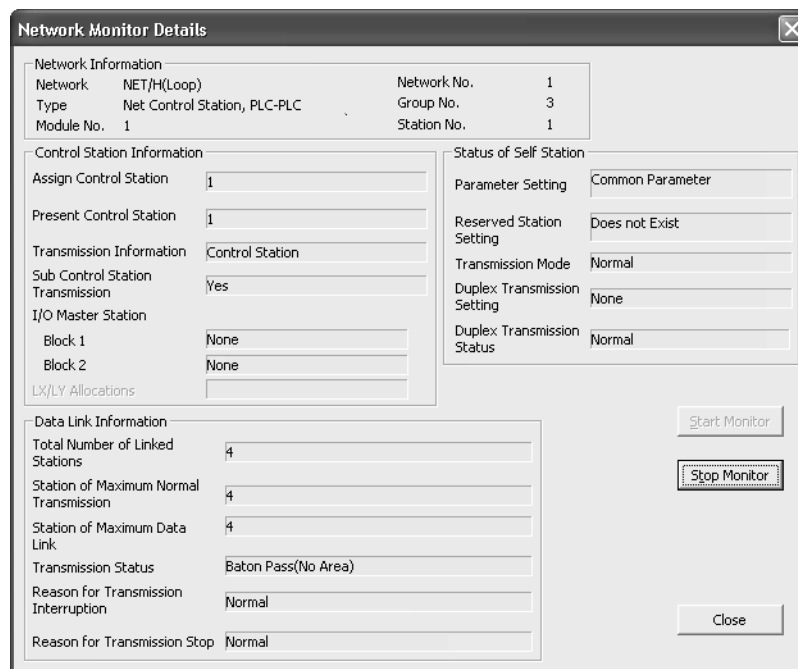 Network Monitor Details
Network Information
Network NET/H(Loop) Network No. 1
Type Net Control Station, PLC-PLC Group No. 3
Module No. 1 Station No. 1
Control Station Information
Assign Control Station 1
Present Control Station 1
Transmission Information Control Station
Sub Control Station
Transmission Yes
I/O Master Station
Block 1 None
Block 2 None
LX/LY Allocations
Status of Self Station
Parameter Setting Common Parameter
Reserved Station
Setting Does not Exist
Transmission Mode Normal
Duplex Transmission
Setting None
Duplex Transmission
Status Normal
Data Link Information
Total Number of Linked
Stations 4
Station of Maximum Normal
Transmission 4
Station of Maximum Data
Link 4
Transmission Status Baton Pass(No Area)
Reason for Transmission
Interruption Normal
Reason for Transmission Stop Normal
Start Monitor
Stop Monitor
Close